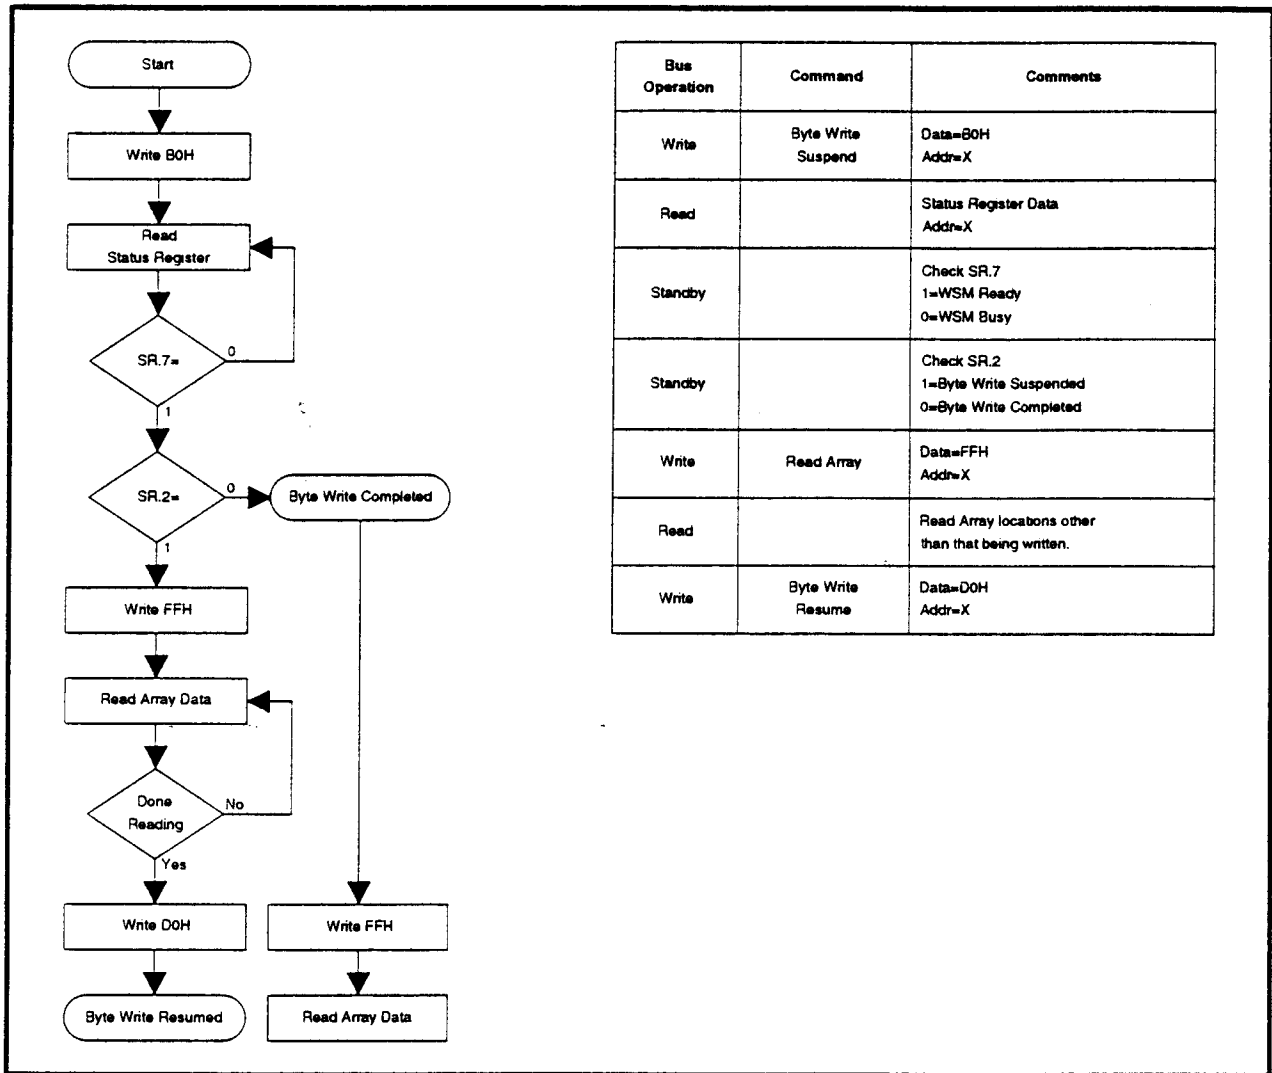 Start
Write B0H
Read
Status Register
SR.7=
0
1
SR.2=
0
Byte Write Completed
1
Write FFH
Read Array Data
Done
Reading
No
Yes
Write D0H
Write FFH
Byte Write Resumed
Read Array Data
Bus
Operation
Command
Comments
Write
Byte Write
Suspend
Data=B0H
Addr=X
Read
Status Register Data
Addr=X
Standby
Check SR.7
1=WSM Ready
0=WSM Busy
Standby
Check SR.2
1=Byte Write Suspended
0=Byte Write Completed
Write
Read Array
Data=FFH
Addr=X
Read
Read Array locations other
than that being written.
Write
Byte Write
Resume
Data=D0H
Addr=X